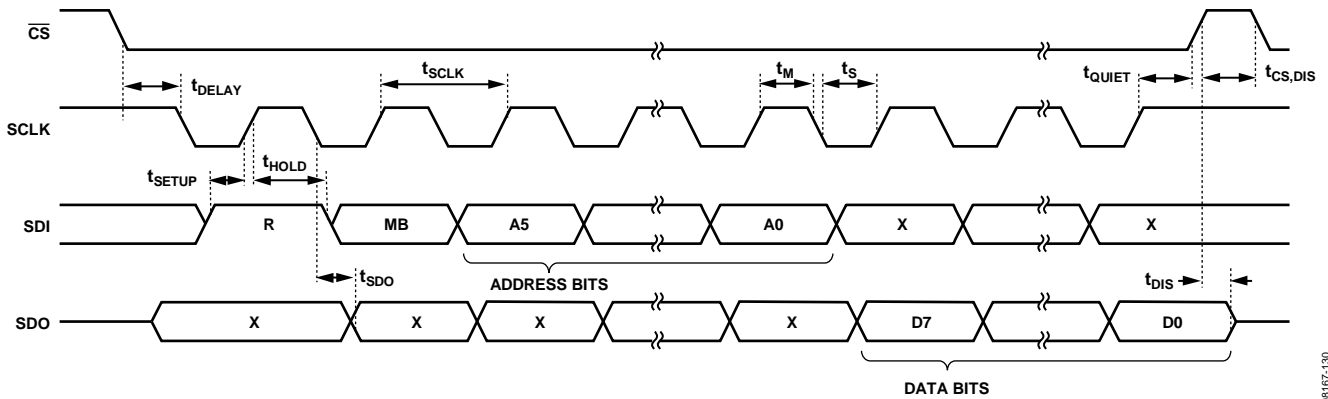 CS
tDELAY
tSCLK
tM
tS
tQUIET
tCS,DIS
SCLK
tSETUP
tHOLD
SDI
R
MB
A5
A0
X
X
tSDO
ADDRESS BITS
tDIS
SDO
X
X
X
X
D7
D0
DATA BITS
08167-130